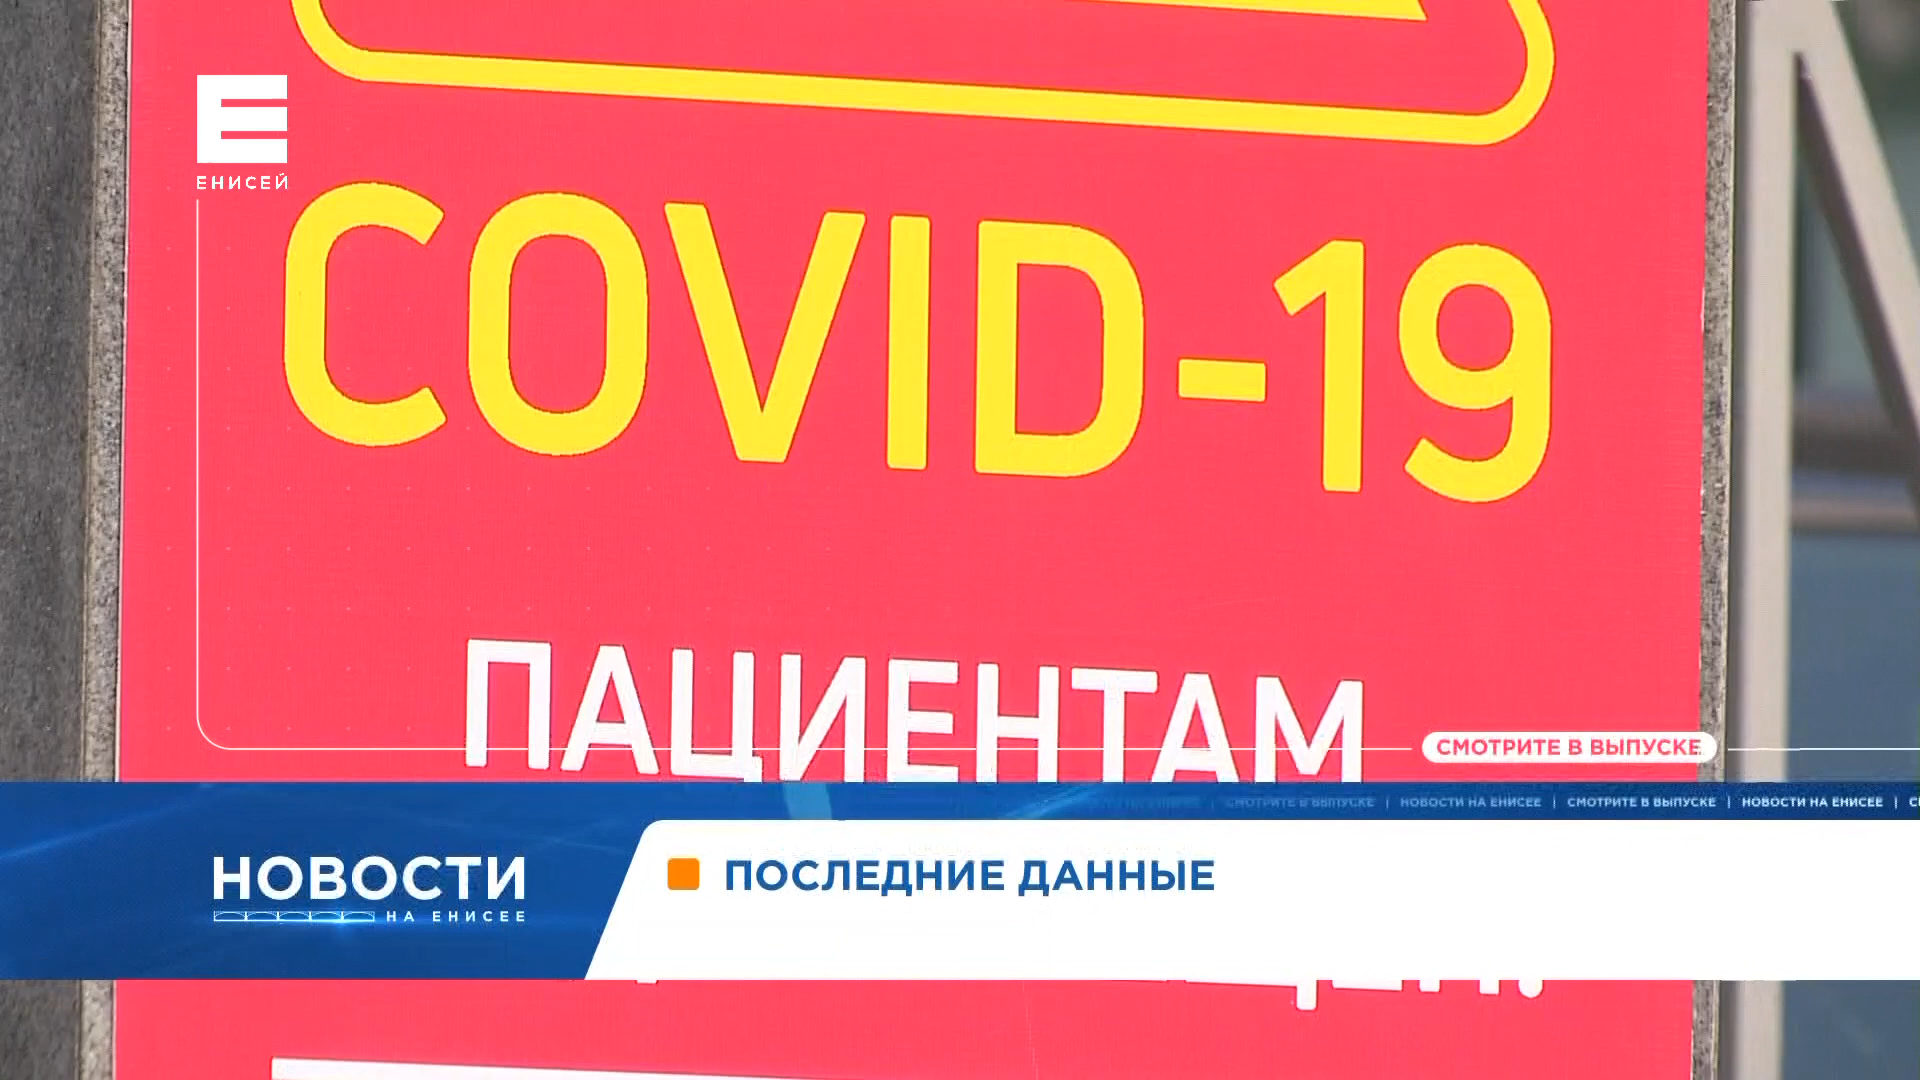 ЕНИСЕЙ
COVID-19
ПАЦИЕНТАМ
СМОТРИТЕ В ВЫПУСКЕ
СМОТРИТЕ В ВЫПУСКЕ | НОВОСТИ НА ЕНИСЕЕ | СМОТРИТЕ В ВЫПУСКЕ | НОВОСТИ НА ЕНИСЕЕ |
НОВОСТИ
НА ЕНИСЕЕ
ПОСЛЕДНИЕ ДАННЫЕ